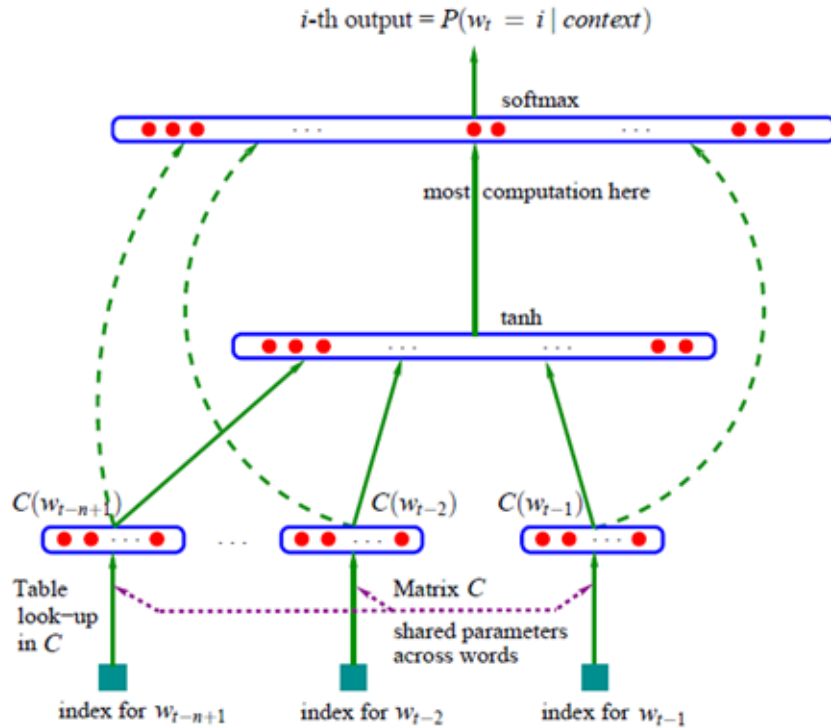 i-th output = P(w_t = i | context)
softmax
. . .
. . .
most computation here
tanh
. . .
. . .
C(w_{t−n+1})
C(w_{t−2})
C(w_{t−1})
. . .
. . .
. . .
. . .
Table
look−up
in C
Matrix C
shared parameters
across words
index for w_{t−n+1}
index for w_{t−2}
index for w_{t−1}